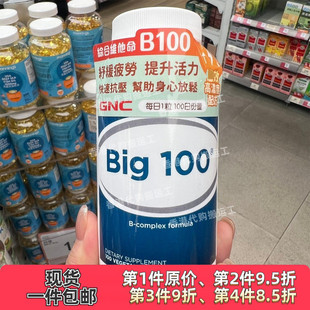 綜合維他命 B100
紓緩疲勞 提升活力
快速抗壓 幫助身心放鬆
GNC
每日1粒 100日份量
Big 100
B-complex formula
DIETARY SUPPLEMENT
100 VEGET
现货
一件包邮
第1件原价、第2件9.5折
第3件9折、第4件8.5折